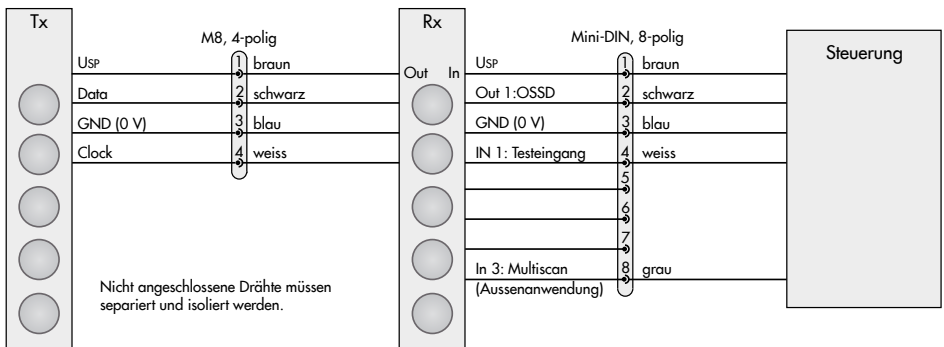 Tx
M8, 4-polig
USP 1 braun
Data 2 schwarz
GND (0 V) 3 blau
Clock 4 weiss
Nicht angeschlossene Drähte müssen
separiert und isoliert werden.
Rx
Out In
Mini-DIN, 8-polig
USP 1 braun
Out 1:OSSD 2 schwarz
GND (0 V) 3 blau
IN 1: Testeingang 4 weiss
5
6
7
In 3: Multiscan 8 grau
(Aussenanwendung)
Steuerung